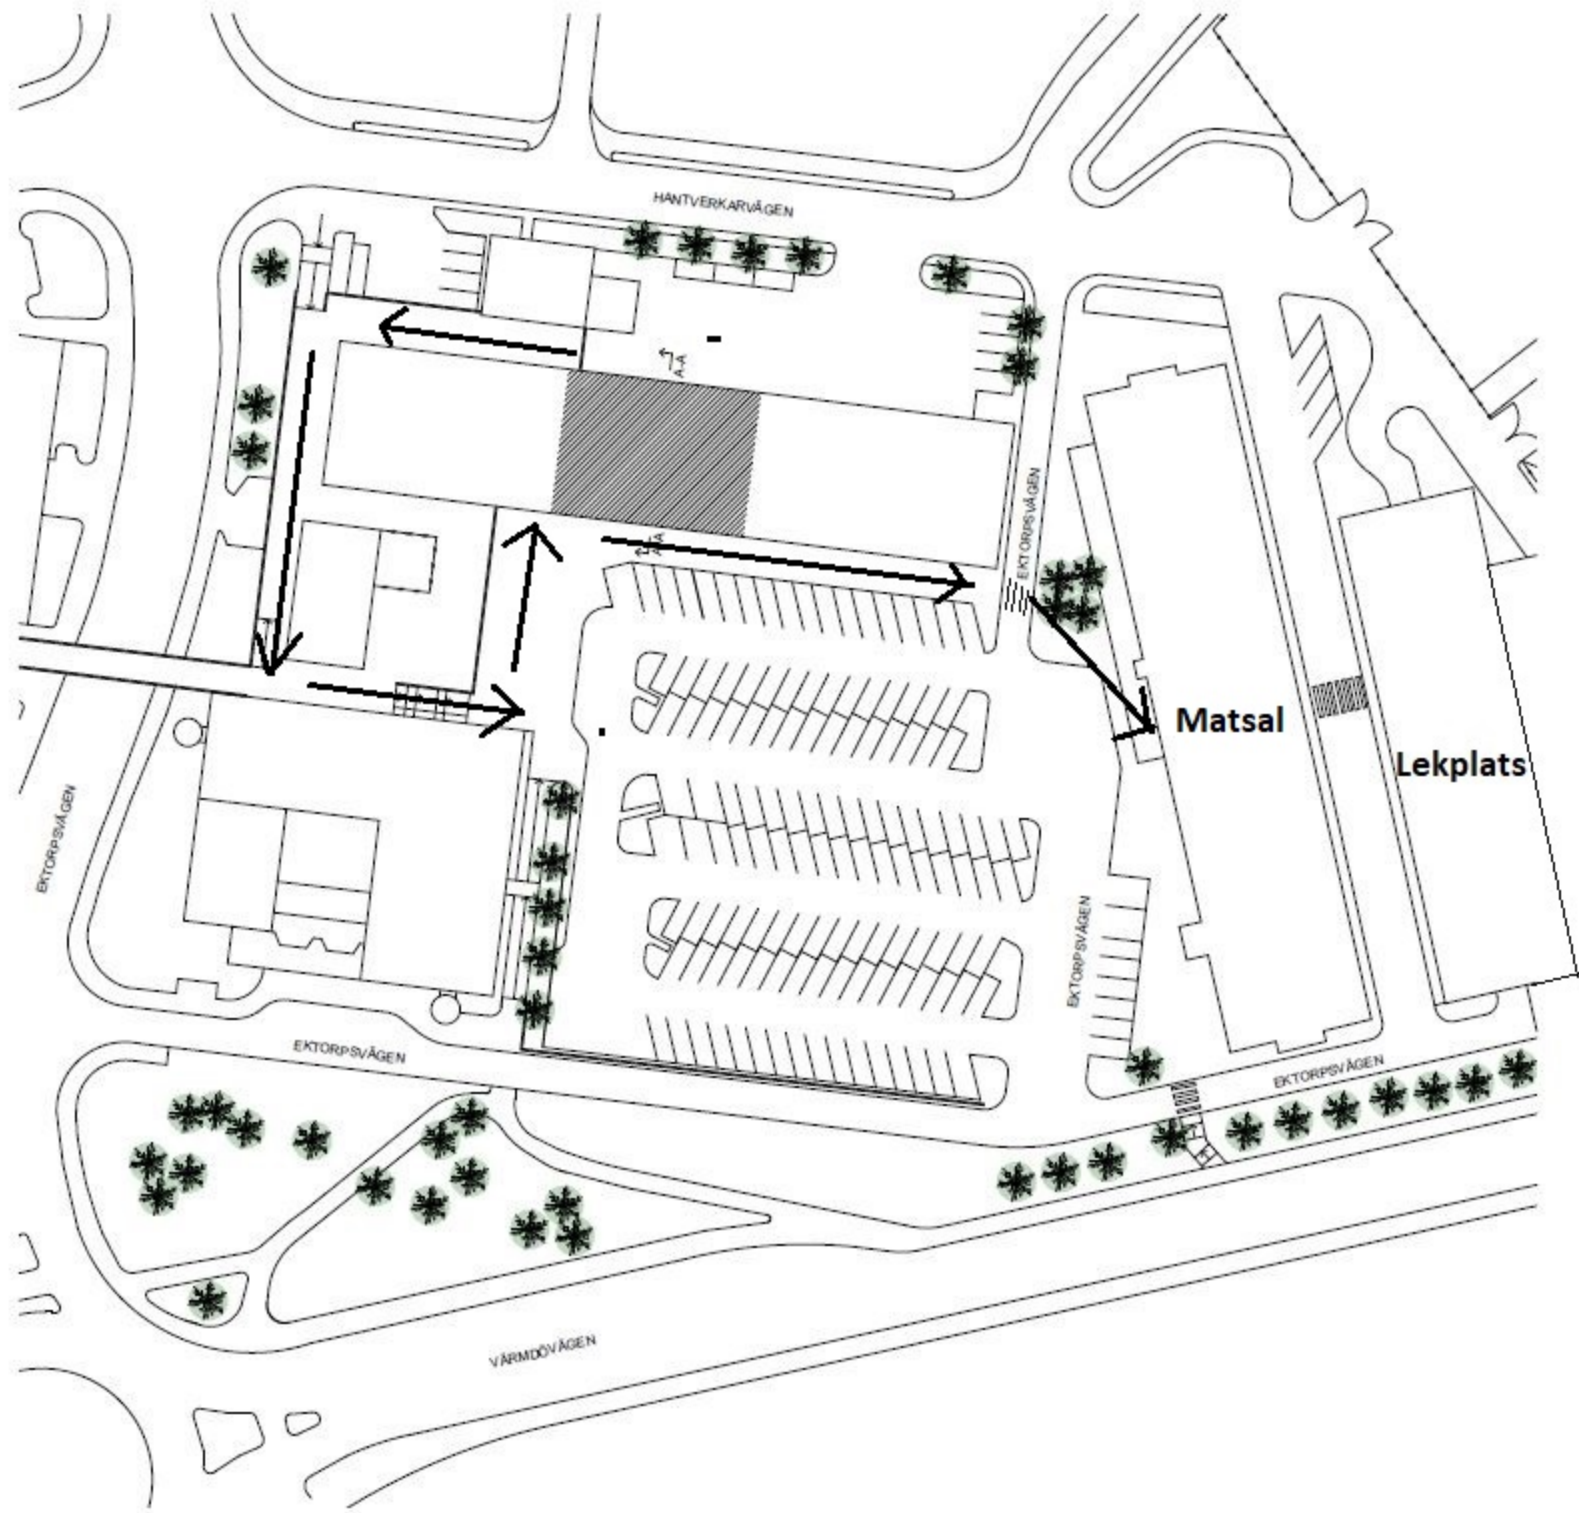 HANTVERKARVÄGEN
A-A
EKTORPSVÄGEN
A-A
Matsal
Lekplats
EKTORPSVÄGEN
EKTORPSVÄGEN
EKTORPSVÄGEN
EKTORPSVÄGEN
VÄRMDÖVÄGEN